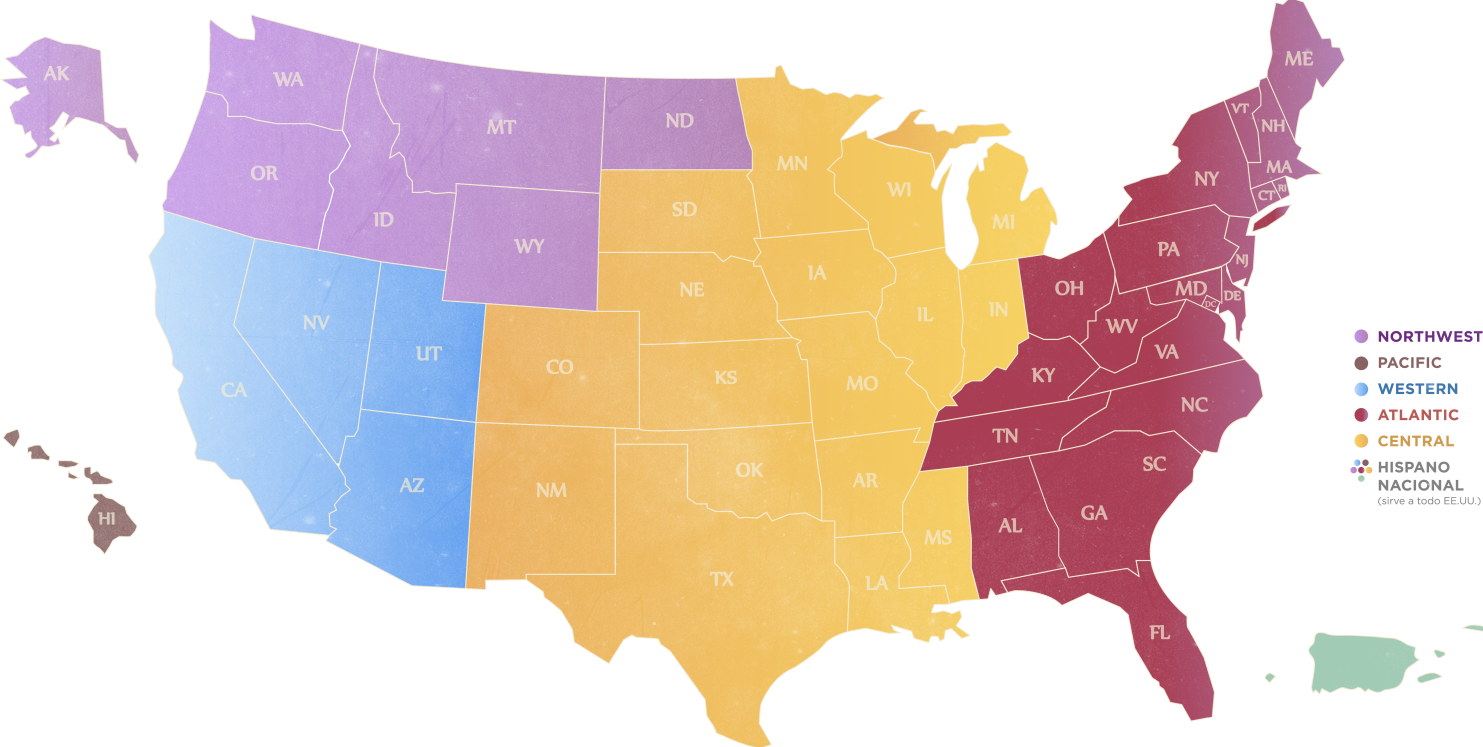 AK
WA
MT
ND
OR
ID
WY
MN
SD
WI
MI
ME
VT
NH
MA
NY
CT
RI
CA
NV
UT
CO
NE
IA
KS
MO
IL
IN
OH
PA
NJ
MD
DC
DE
WV
VA
KY
NC
TN
AZ
NM
OK
AR
TX
LA
MS
AL
GA
SC
FL
HI
NORTHWEST
PACIFIC
WESTERN
ATLANTIC
CENTRAL
HISPANO
NACIONAL
(sirve a todo EE.UU.)